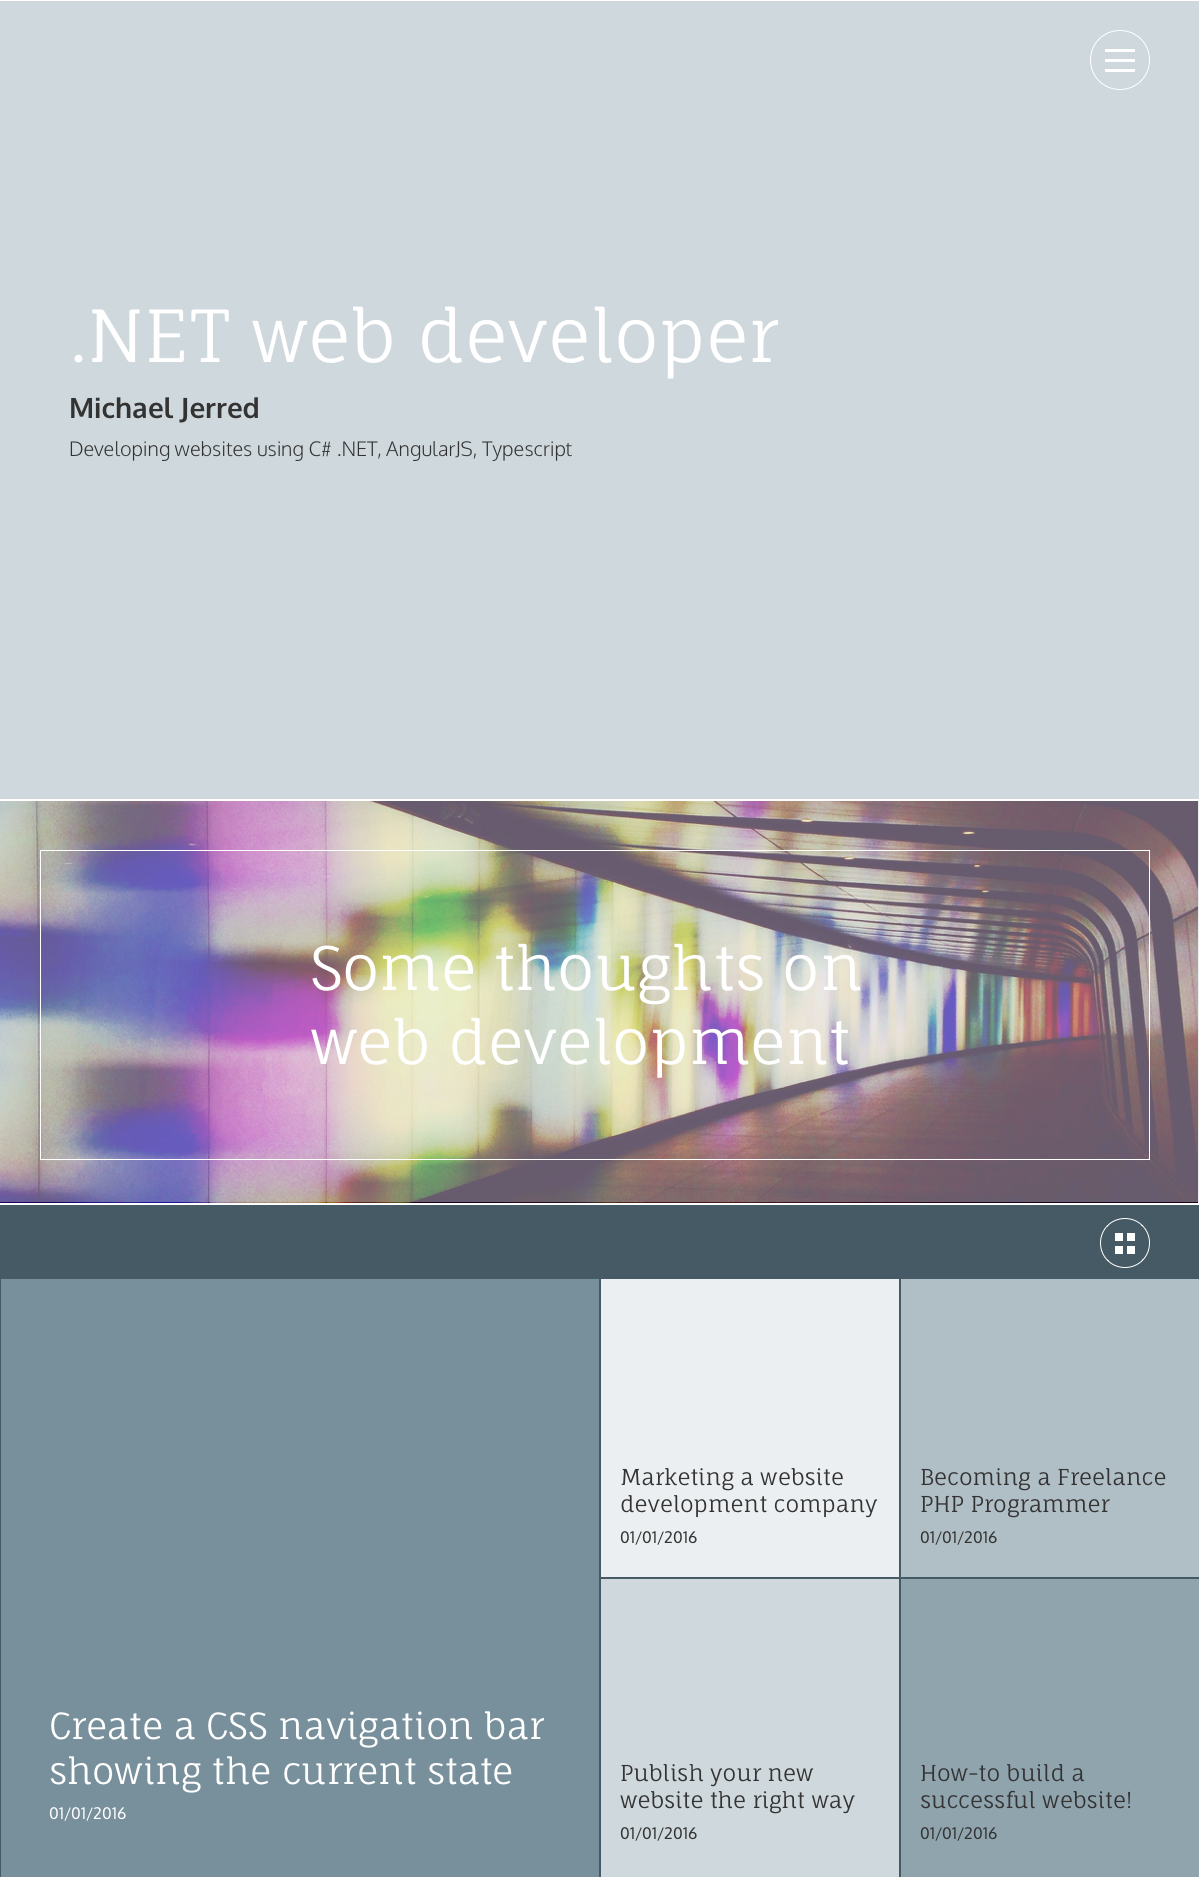 .NET web developer
Michael Jerred
Developing websites using C# .NET, AngularJS, Typescript
Some thoughts on
web development
Create a CSS navigation bar
showing the current state
01/01/2016
Marketing a website
development company
01/01/2016
Becoming a Freelance
PHP Programmer
01/01/2016
Publish your new
website the right way
01/01/2016
How-to build a
successful website!
01/01/2016